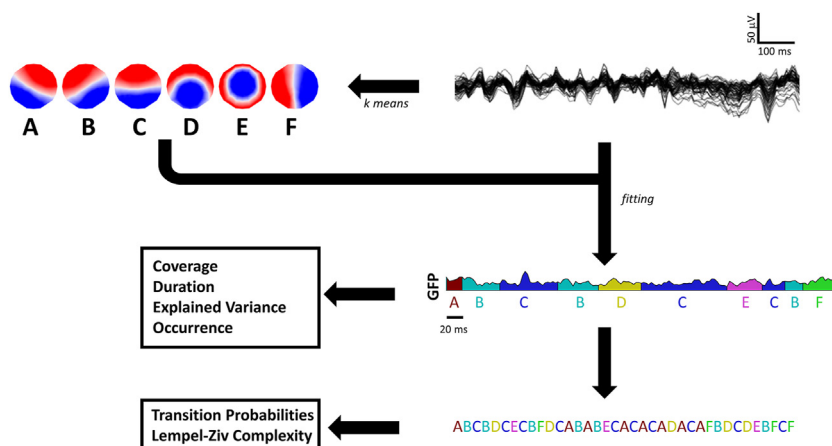 50 µV
100 ms
k means
A B C D E F
fitting
Coverage
Duration
Explained Variance
Occurrence
GFP
A B C B D C E C B F
20 ms
Transition Probabilities
Lempel-Ziv Complexity
ABCBDCECBFDCABABECACACADACAFBDCDEBFCF